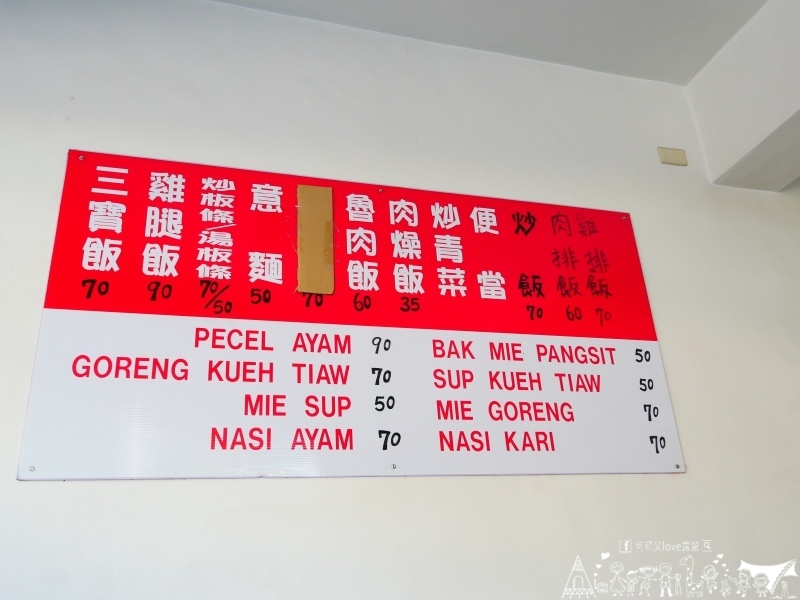 三寶飯 70
雞腿飯 90
炒板條/湯板條 70/50
意麵 50
70
魯肉飯 60
肉燥飯 35
炒青菜
便當
炒飯 70
肉排飯 60
雞排飯 70
PECEL AYAM 90
GORENG KUEH TIAW 70
MIE SUP 50
NASI AYAM 70
BAK MIE PANGSIT 50
SUP KUEH TIAW 50
MIE GORENG 70
NASI KARI 70